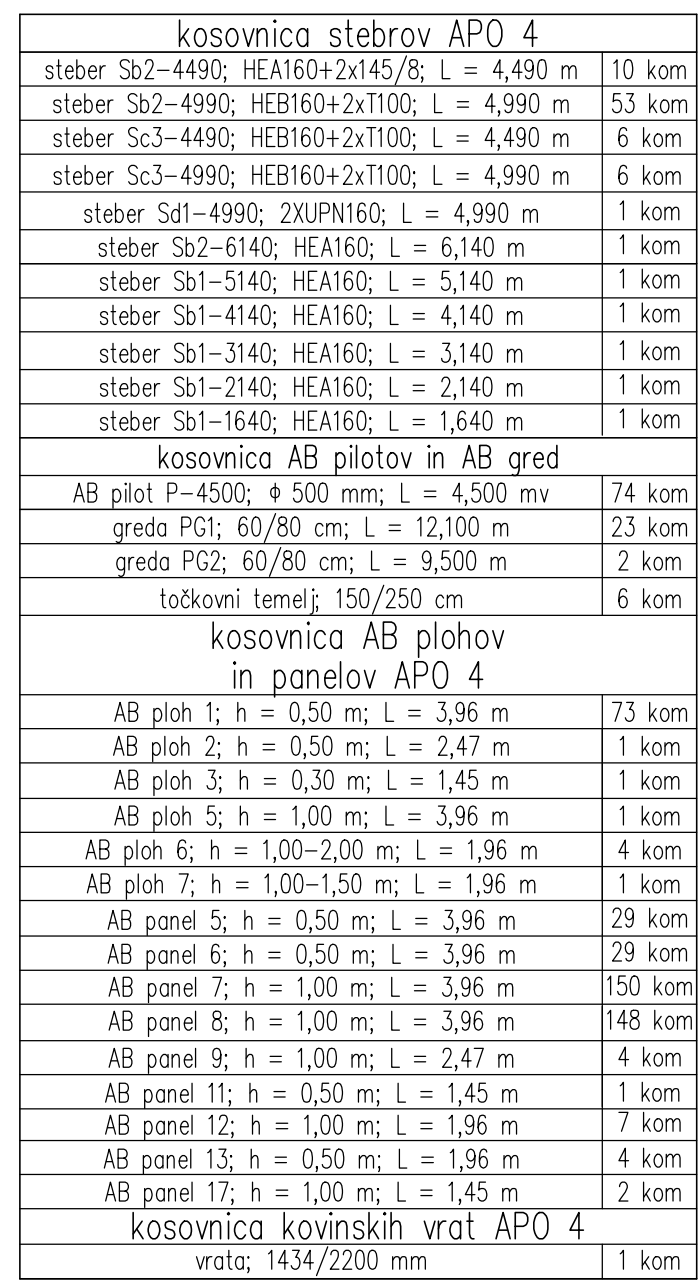 kosovnica stebrov APO 4
steber Sb2-4490; HEA160+2x145/8; L = 4,490 m 10 kom
steber Sb2-4990; HEB160+2xT100; L = 4,990 m 53 kom
steber Sc3-4490; HEB160+2xT100; L = 4,490 m 6 kom
steber Sc3-4990; HEB160+2xT100; L = 4,990 m 6 kom
steber Sd1-4990; 2XUPN160; L = 4,990 m 1 kom
steber Sb2-6140; HEA160; L = 6,140 m 1 kom
steber Sb1-5140; HEA160; L = 5,140 m 1 kom
steber Sb1-4140; HEA160; L = 4,140 m 1 kom
steber Sb1-3140; HEA160; L = 3,140 m 1 kom
steber Sb1-2140; HEA160; L = 2,140 m 1 kom
steber Sb1-1640; HEA160; L = 1,640 m 1 kom
kosovnica AB pilotov in AB gred
AB pilot P-4500; Φ 500 mm; L = 4,500 mv 74 kom
greda PG1; 60/80 cm; L = 12,100 m 23 kom
greda PG2; 60/80 cm; L = 9,500 m 2 kom
točkovni temelj; 150/250 cm 6 kom
kosovnica AB plohov
in panelov APO 4
AB ploh 1; h = 0,50 m; L = 3,96 m 73 kom
AB ploh 2; h = 0,50 m; L = 2,47 m 1 kom
AB ploh 3; h = 0,30 m; L = 1,45 m 1 kom
AB ploh 5; h = 1,00 m; L = 3,96 m 1 kom
AB ploh 6; h = 1,00-2,00 m; L = 1,96 m 4 kom
AB ploh 7; h = 1,00-1,50 m; L = 1,96 m 1 kom
AB panel 5; h = 0,50 m; L = 3,96 m 29 kom
AB panel 6; h = 0,50 m; L = 3,96 m 29 kom
AB panel 7; h = 1,00 m; L = 3,96 m 150 kom
AB panel 8; h = 1,00 m; L = 3,96 m 148 kom
AB panel 9; h = 1,00 m; L = 2,47 m 4 kom
AB panel 11; h = 0,50 m; L = 1,45 m 1 kom
AB panel 12; h = 1,00 m; L = 1,96 m 7 kom
AB panel 13; h = 0,50 m; L = 1,96 m 4 kom
AB panel 17; h = 1,00 m; L = 1,45 m 2 kom
kosovnica kovinskih vrat APO 4
vrata; 1434/2200 mm 1 kom